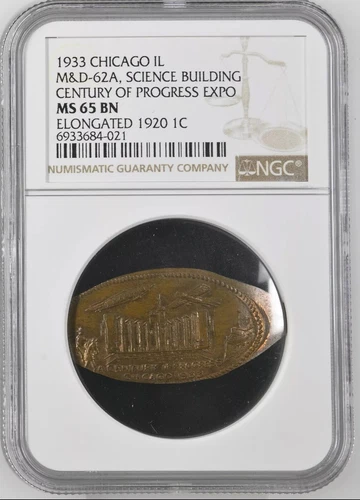 1933 CHICAGO IL
M&D-62A, SCIENCE BUILDING
CENTURY OF PROGRESS EXPO
MS 65 BN
ELONGATED 1920 1C
6933684-021
NUMISMATIC GUARANTY COMPANY
NGC